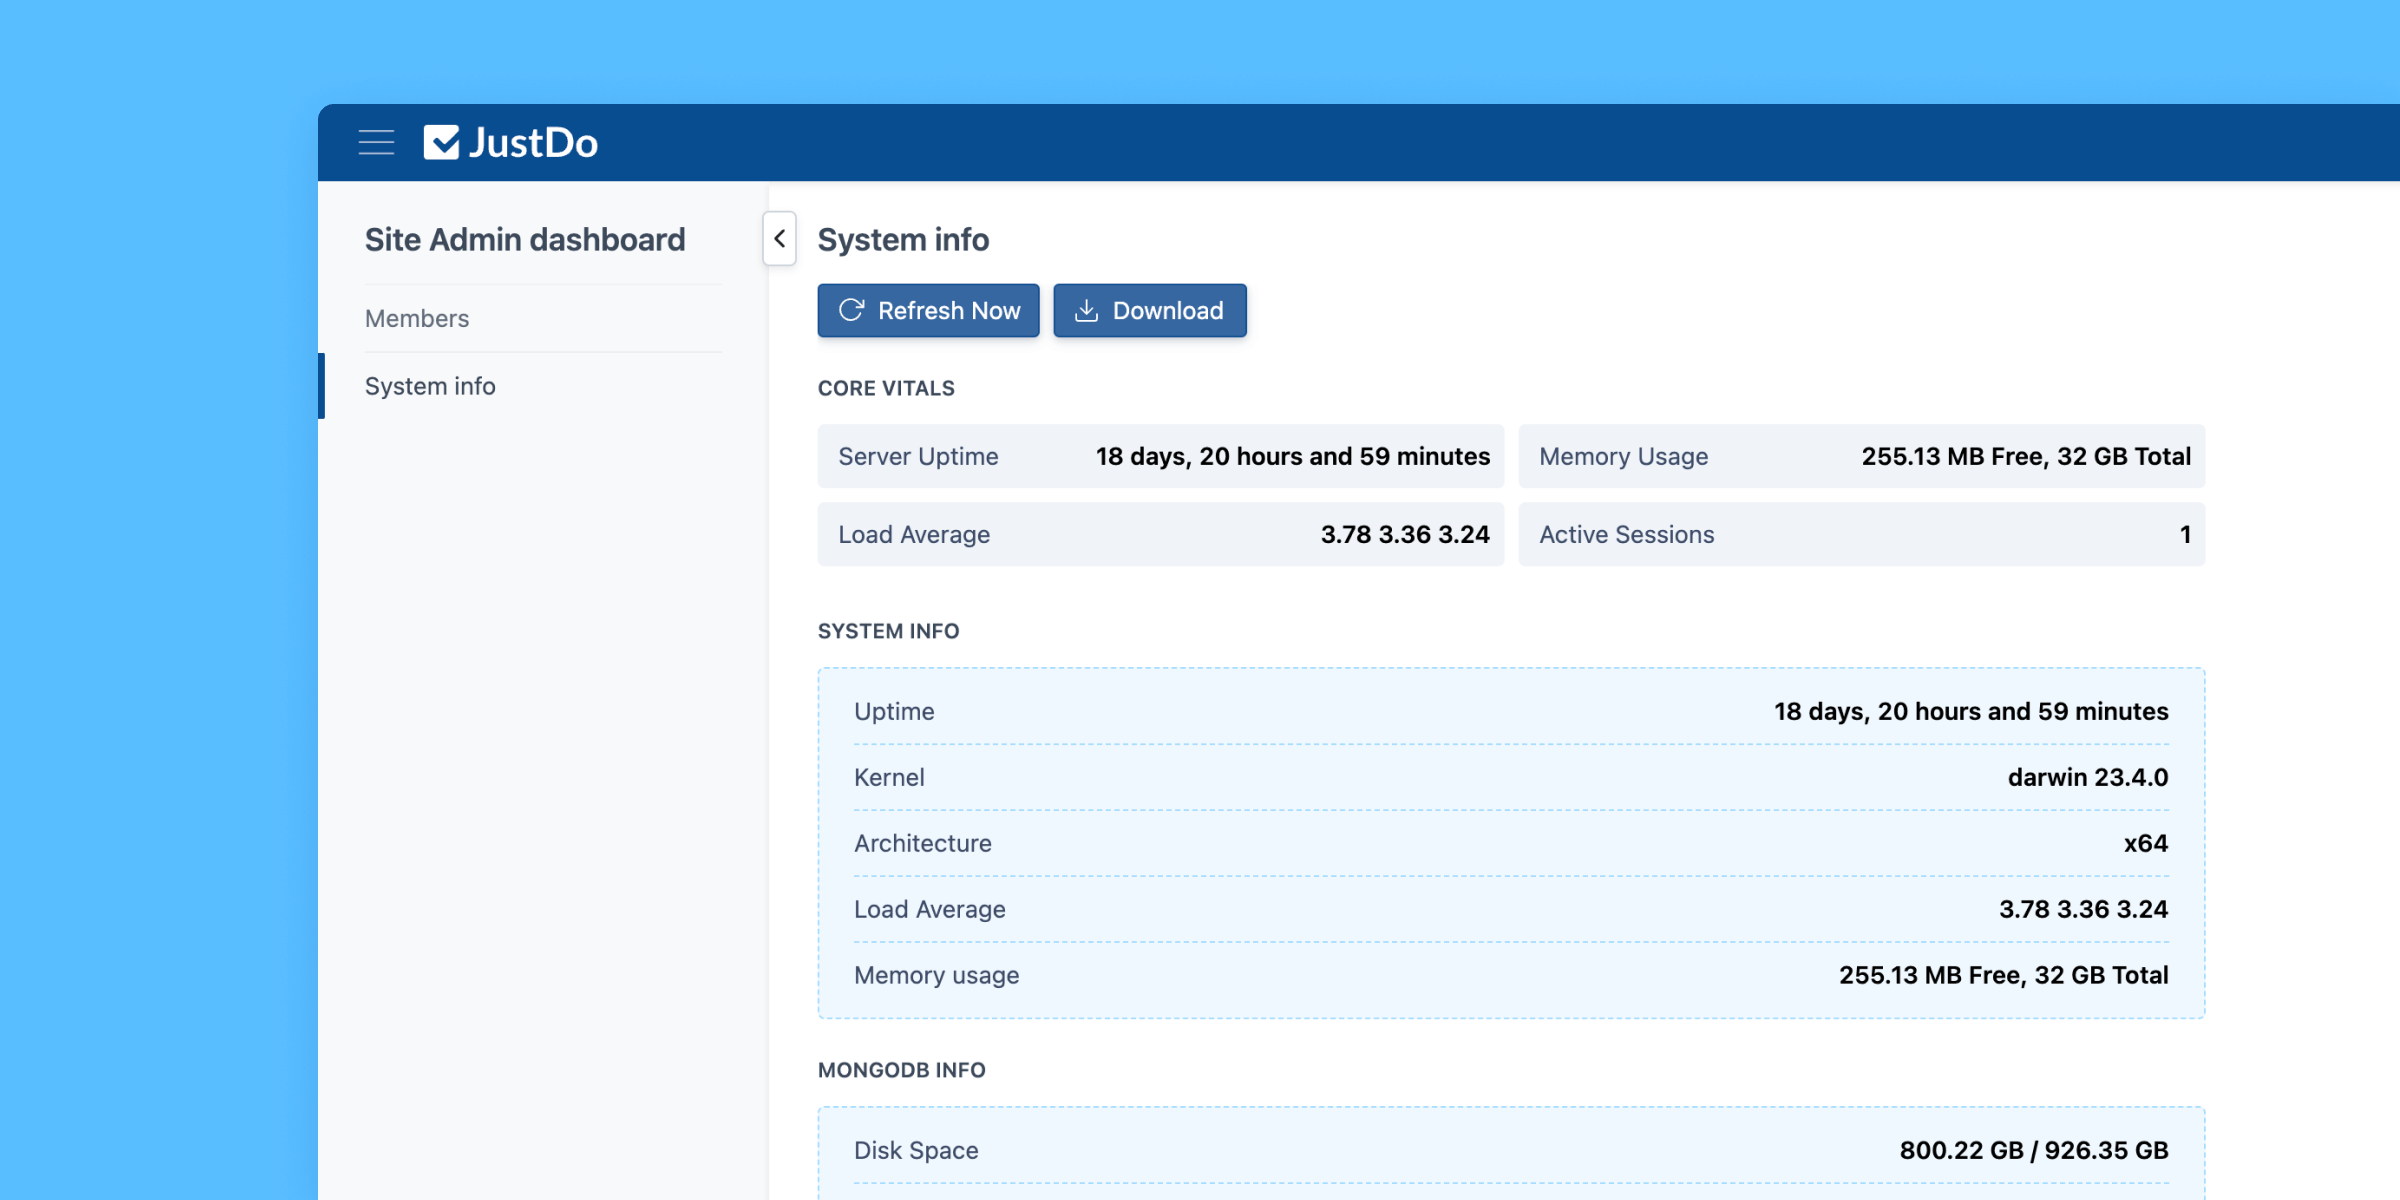 JustDo
Site Admin dashboard
Members
System info
System info
Refresh Now Download
CORE VITALS
Server Uptime 18 days, 20 hours and 59 minutes Memory Usage 255.13 MB Free, 32 GB Total
Load Average 3.78 3.36 3.24 Active Sessions 1
SYSTEM INFO
Uptime 18 days, 20 hours and 59 minutes
Kernel darwin 23.4.0
Architecture x64
Load Average 3.78 3.36 3.24
Memory usage 255.13 MB Free, 32 GB Total
MONGODB INFO
Disk Space 800.22 GB / 926.35 GB